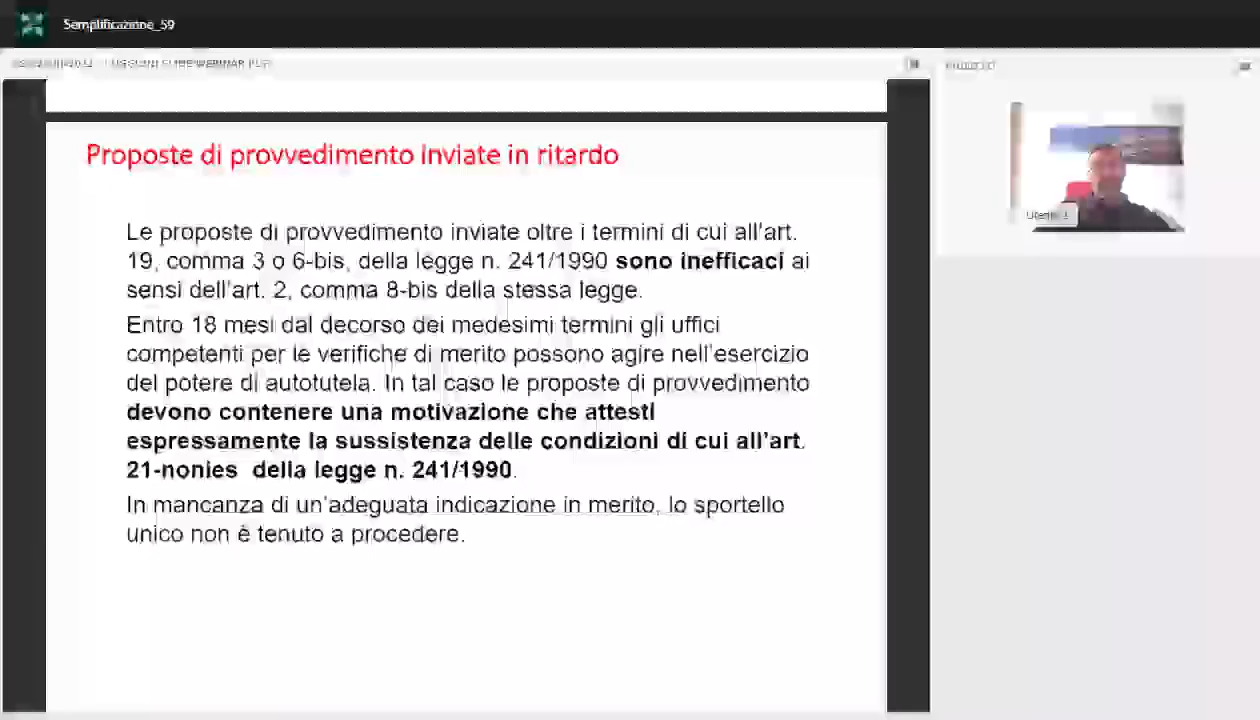 Semplificazione_59
Proposte di provvedimento inviate in ritardo
Le proposte di provvedimento inviate oltre i termini di cui all'art.
19, comma 3 o 6-bis, della legge n. 241/1990 sono inefficaci ai
sensi dell'art. 2, comma 8-bis della stessa legge.
Entro 18 mesi dal decorso dei medesimi termini gli uffici
competenti per le verifiche di merito possono agire nell'esercizio
del potere di autotutela. In tal caso le proposte di provvedimento
devono contenere una motivazione che attesti
espressamente la sussistenza delle condizioni di cui all'art.
21-nonies della legge n. 241/1990.
In mancanza di un'adeguata indicazione in merito, lo sportello
unico non è tenuto a procedere.